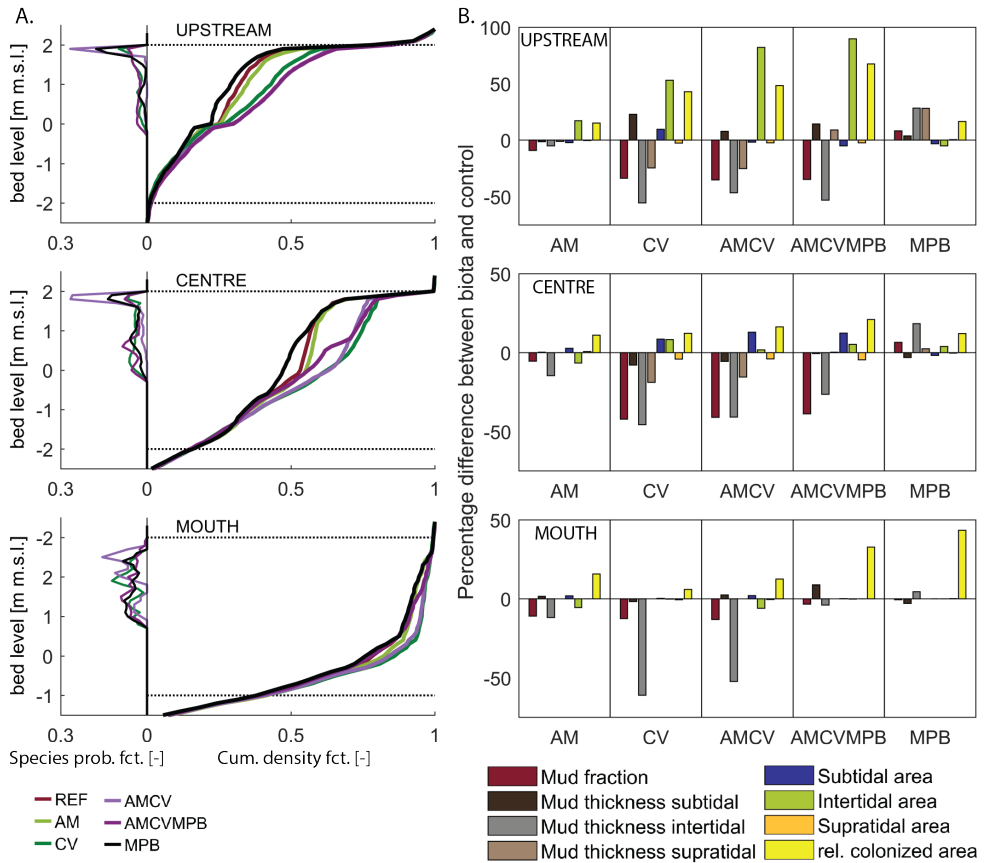 A.
UPSTREAM
bed level [m m.s.l.]
2
1
0
-1
-2
0.3
0
0.5
1
CENTRE
bed level [m m.s.l.]
2
1
0
-1
-2
0.3
0
0.5
1
MOUTH
bed level [m m.s.l.]
-2
2
1
0
-1
0.3
0
0.5
1
Species prob. fct. [-]
Cum. density fct. [-]
REF
AM
CV
AMCV
AMCVMPB
MPB
B.
Percentage difference between biota and control
UPSTREAM
100
50
0
-50
AM
CV
AMCV
AMCVMPB
MPB
CENTRE
50
0
-50
AM
CV
AMCV
AMCVMPB
MPB
MOUTH
50
0
-50
AM
CV
AMCV
AMCVMPB
MPB
Mud fraction
Mud thickness subtidal
Mud thickness intertidal
Mud thickness supratidal
Subtidal area
Intertidal area
Supratidal area
rel. colonized area